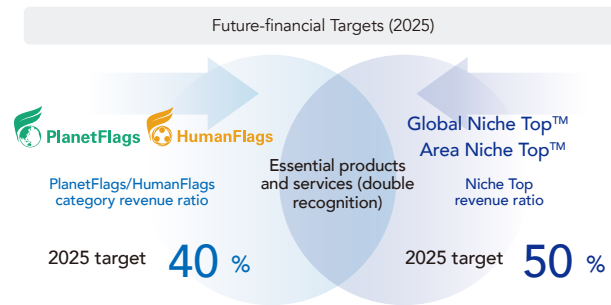 Future-financial Targets (2025)
PlanetFlags HumanFlags
PlanetFlags/HumanFlags
category revenue ratio
2025 target 40 %
Essential products
and services (double
recognition)
Global Niche Top™
Area Niche Top™
Niche Top
revenue ratio
2025 target 50 %